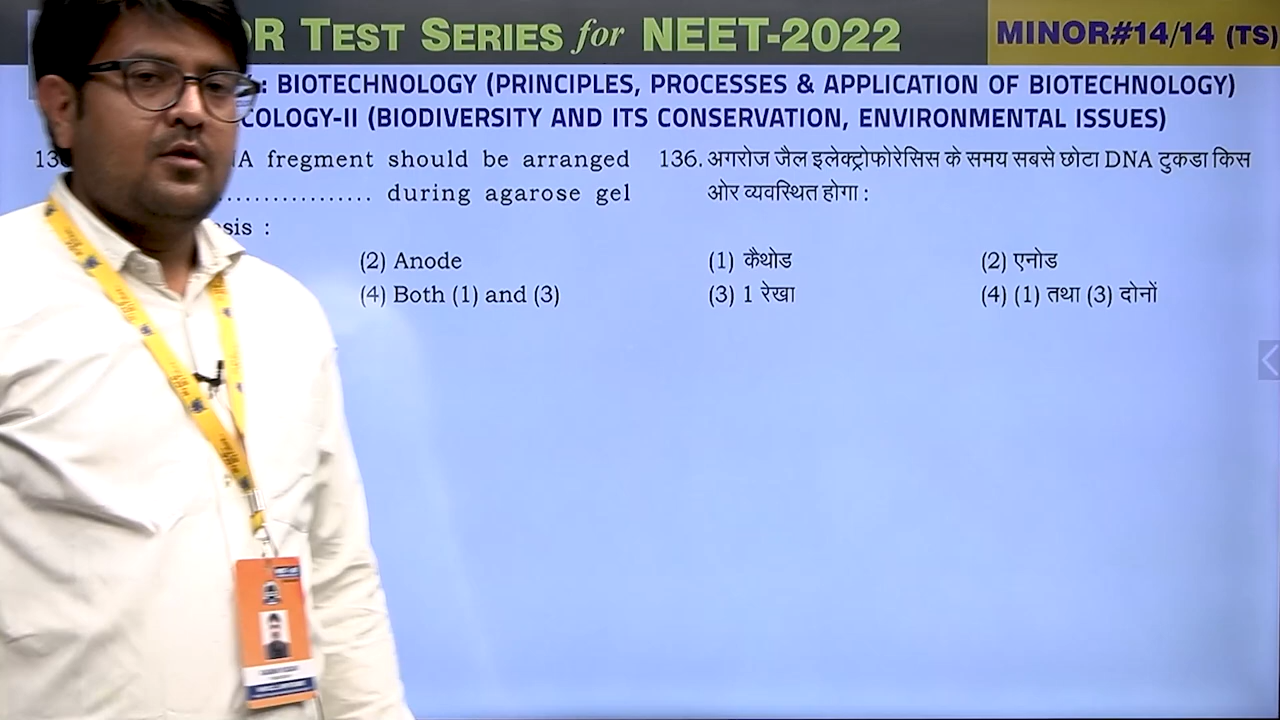 OR TEST SERIES for NEET-2022
MINOR#14/14 (TS)
: BIOTECHNOLOGY (PRINCIPLES, PROCESSES & APPLICATION OF BIOTECHNOLOGY)
COLOGY-II (BIODIVERSITY AND ITS CONSERVATION, ENVIRONMENTAL ISSUES)
fregment should be arranged
.................. during agarose gel
sis :
(2) Anode
(4) Both (1) and (3)
136. अगरोज जैल इलेक्ट्रोफोरेसिस के समय सबसे छोटा DNA टुकडा किस
ओर व्यवस्थित होगा :
(1) कैथोड (2) एनोड
(3) 1 रेखा (4) (1) तथा (3) दोनों